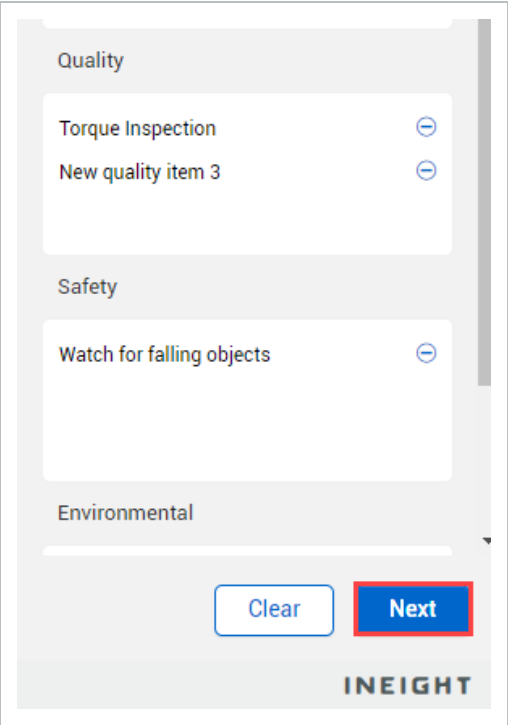 Quality
Torque Inspection
New quality item 3
Safety
Watch for falling objects
Environmental
Clear Next
INEIGHT